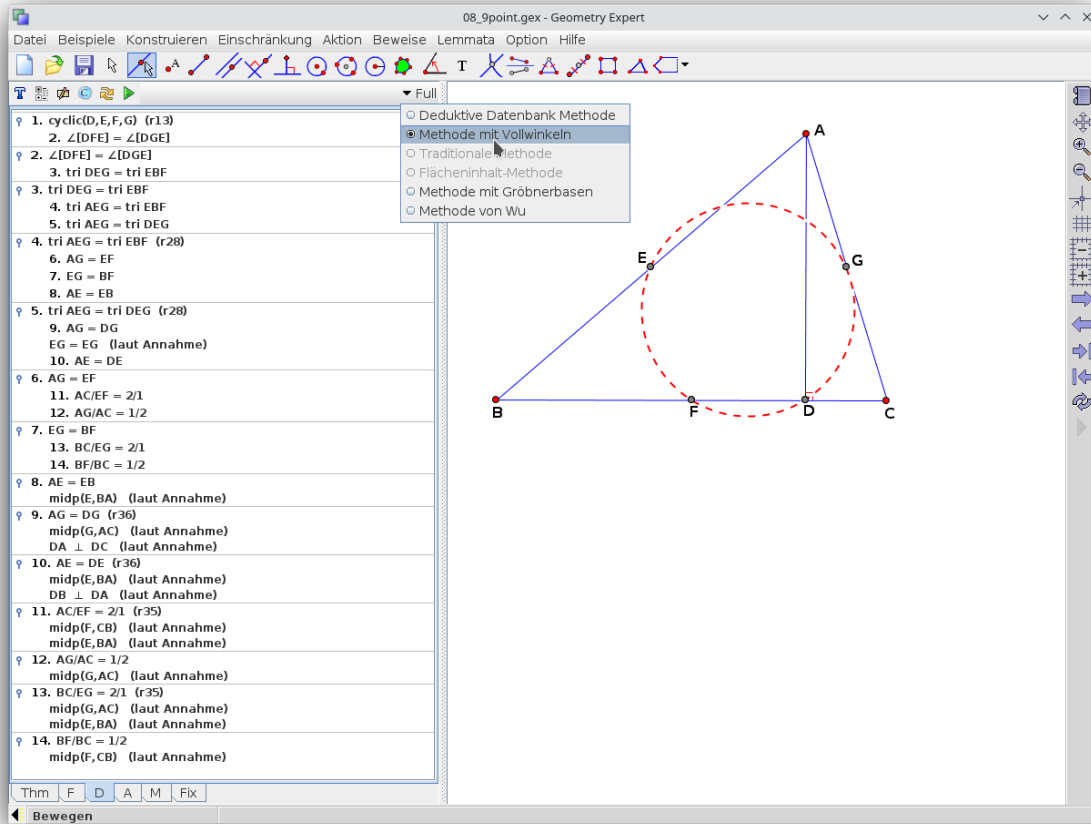 08_9point.gex - Geometry Expert
Datei Beispiele Konstruieren Einschränkung Aktion Beweise Lemmata Option Hilfe
A T
T C Full
Deduktive Datenbank Methode
Methode mit Vollwinkeln
Traditionale Methode
Flächeninhalt-Methode
Methode mit Gröbnerbasen
Methode von Wu
1. cyclic(D,E,F,G) (r13)
2. ∠[DFE] = ∠[DGE]
2. ∠[DFE] = ∠[DGE]
3. tri DEG = tri EBF
3. tri DEG = tri EBF
4. tri AEG = tri EBF
5. tri AEG = tri DEG
4. tri AEG = tri EBF (r28)
6. AG = EF
7. EG = BF
8. AE = EB
5. tri AEG = tri DEG (r28)
9. AG = DG
EG = EG (laut Annahme)
10. AE = DE
6. AG = EF
11. AC/EF = 2/1
12. AG/AC = 1/2
7. EG = BF
13. BC/EG = 2/1
14. BF/BC = 1/2
8. AE = EB
midp(E,BA) (laut Annahme)
9. AG = DG (r36)
midp(G,AC) (laut Annahme)
DA ⊥ DC (laut Annahme)
10. AE = DE (r36)
midp(E,BA) (laut Annahme)
DB ⊥ DA (laut Annahme)
11. AC/EF = 2/1 (r35)
midp(F,CB) (laut Annahme)
midp(E,BA) (laut Annahme)
12. AG/AC = 1/2
midp(G,AC) (laut Annahme)
13. BC/EG = 2/1 (r35)
midp(G,AC) (laut Annahme)
midp(E,BA) (laut Annahme)
14. BF/BC = 1/2
midp(F,CB) (laut Annahme)
A
E
G
B
F
D
C
Thm F D A M Fix
Bewegen